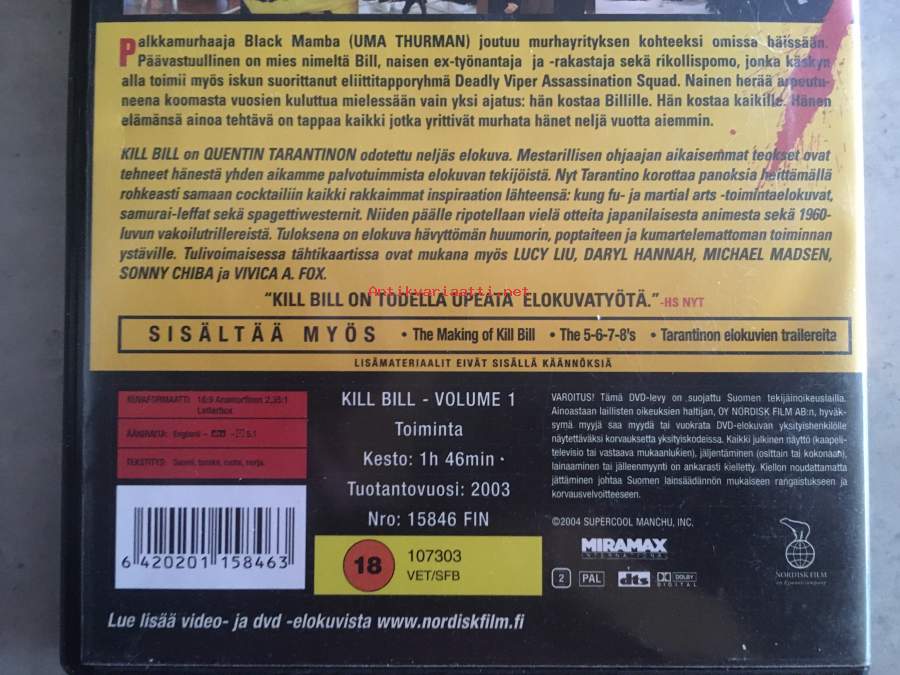 Palkkamurhaaja Black Mamba (UMA THURMAN) joutuu murhayrityksen kohteeksi omissa häissään.
Päävastuullinen on mies nimeltä Bill, naisen ex-työnantaja ja -rakastaja sekä rikollispomo, jonka käskyn
alla toimii myös iskun suorittanut eliittitapporyhmä Deadly Viper Assassination Squad. Nainen herää arpeutu-
neena koomasta vuosien kuluttua mielessään vain yksi ajatus: hän kostaa Billille. Hän kostaa kaikille. Hänen
elämänsä ainoa tehtävä on tappaa kaikki jotka yrittivät murhata hänet neljä vuotta aiemmin.
KILL BILL on QUENTIN TARANTINON odotettu neljäs elokuva. Mestarillisen ohjaajan aikaisemmat teokset ovat
tehneet hänestä yhden aikamme palvotuimmista elokuvan tekijöistä. Nyt Tarantino korottaa panoksia heittämällä
rohkeasti samaan cocktailiin kaikki rakkaimmat inspiraation lähteensä: kung fu- ja martial arts -toimintaelokuvat,
samurai-leffat sekä spagettiwesternit. Niiden päälle ripotellaan vielä otteita japanilaisesta animesta sekä 1960-
luvun vakoilutrillereistä. Tuloksena on elokuva hävyttömän huumorin, poptaiteen ja kumartelemattoman toiminnan
ystäville. Tulivoimaisessa tähtikaartissa ovat mukana myös LUCY LIU, DARYL HANNAH, MICHAEL MADSEN,
SONNY CHIBA ja VIVICA A. FOX.
Antikvariaatti.net
"KILL BILL ON TODELLA UPEATA ELOKUVATYÖTÄ." -HS NYT
SISÄLTÄÄ MYÖS • The Making of Kill Bill • The 5-6-7-8's • Tarantinon elokuvien trailereita
LISÄMATERIAALIT EIVÄT SISÄLLÄ KÄÄNNÖKSIÄ
KUVAFORMAATTI: 16:9 Anamorfinen 2,35:1
Letterbox
ÄÄNIRAITA: Englanti - 5.1
TEKSTITYS: Suomi, tanska, ruotsi, norja
KILL BILL - VOLUME 1
Toiminta
Kesto: 1h 46min •
Tuotantovuosi: 2003
Nro: 15846 FIN
18 107303
VET/SFB
6 420201 158463
VAROITUS! Tämä DVD-levy on suojattu Suomen tekijäinoikeuslailla.
Ainoastaan laillisten oikeuksien haltijan, OY NORDISK FILM AB:n, hyväk-
symä myyjä saa myydä tai vuokrata DVD-elokuvan yksityishenkilölle
näytettäväksi korvauksetta yksityiskodeissa. Kaikki julkinen näyttö (kaapeli-
televisio tai vastaava mukaanlukien), jäljentäminen (osittain tai kokonaan),
lainaaminen tai jälleenmyynti on ankarasti kielletty. Kiellon noudattamatta
jättäminen johtaa Suomen lainsäädännön mukaiseen rangaistukseen ja
korvausvelvoitteeseen.
©2004 SUPERCOOL MANCHU, INC.
MIRAMAX
INTERNATIONAL
NORDISK FILM
an Egmont company
2 PAL dts DOLBY
DIGITAL
Lue lisää video- ja dvd -elokuvista www.nordiskfilm.fi